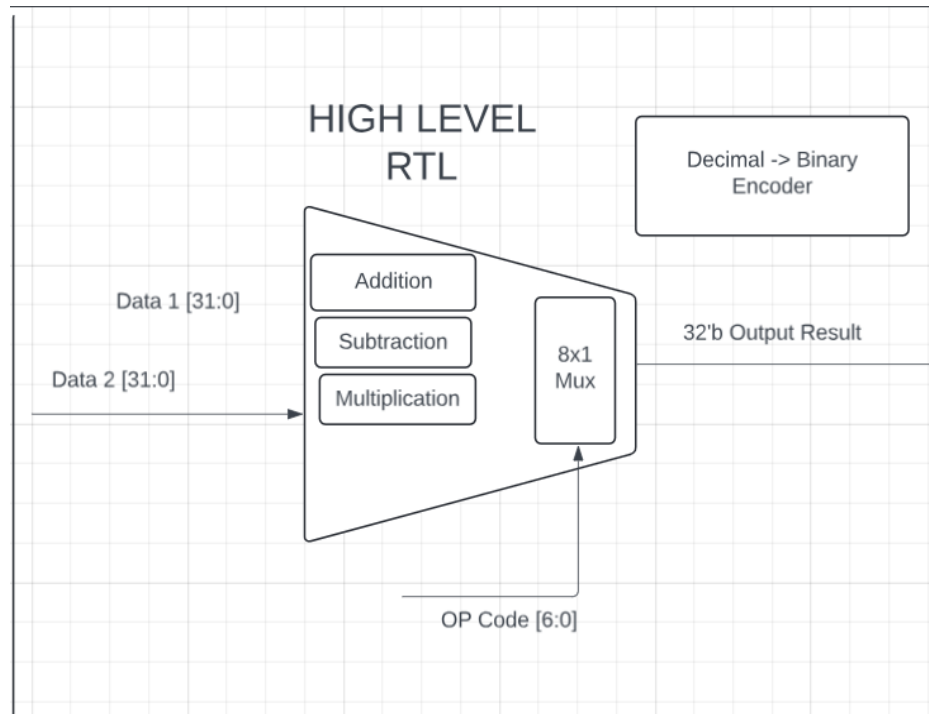 HIGH LEVEL
RTL
Decimal -> Binary
Encoder
Addition
Data 1 [31:0]
Subtraction
32'b Output Result
8x1
Mux
Data 2 [31:0]
Multiplication
OP Code [6:0]